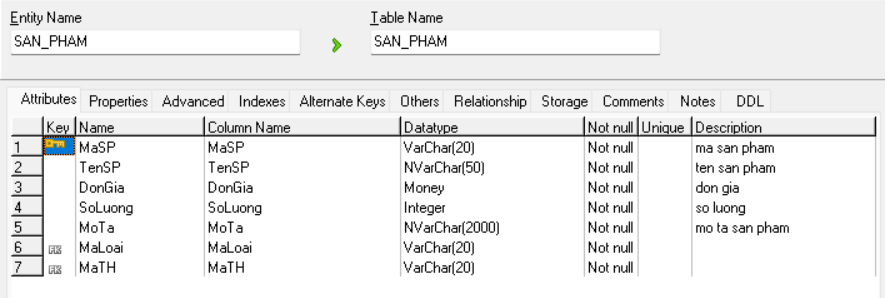 Entity Name Table Name
SAN_PHAM SAN_PHAM
Attributes Properties Advanced Indexes Alternate Keys Others Relationship Storage Comments Notes DDL
Key Name Column Name Datatype Not null Unique Description
1 MaSP MaSP VarChar(20) Not null ma san pham
2 TenSP TenSP NVarChar(50) Not null ten san pham
3 DonGia DonGia Money Not null don gia
4 SoLuong SoLuong Integer Not null so luong
5 MoTa MoTa NVarChar(2000) Not null mo ta san pham
6 FK MaLoai MaLoai VarChar(20) Not null
7 FK MaTH MaTH VarChar(20) Not null